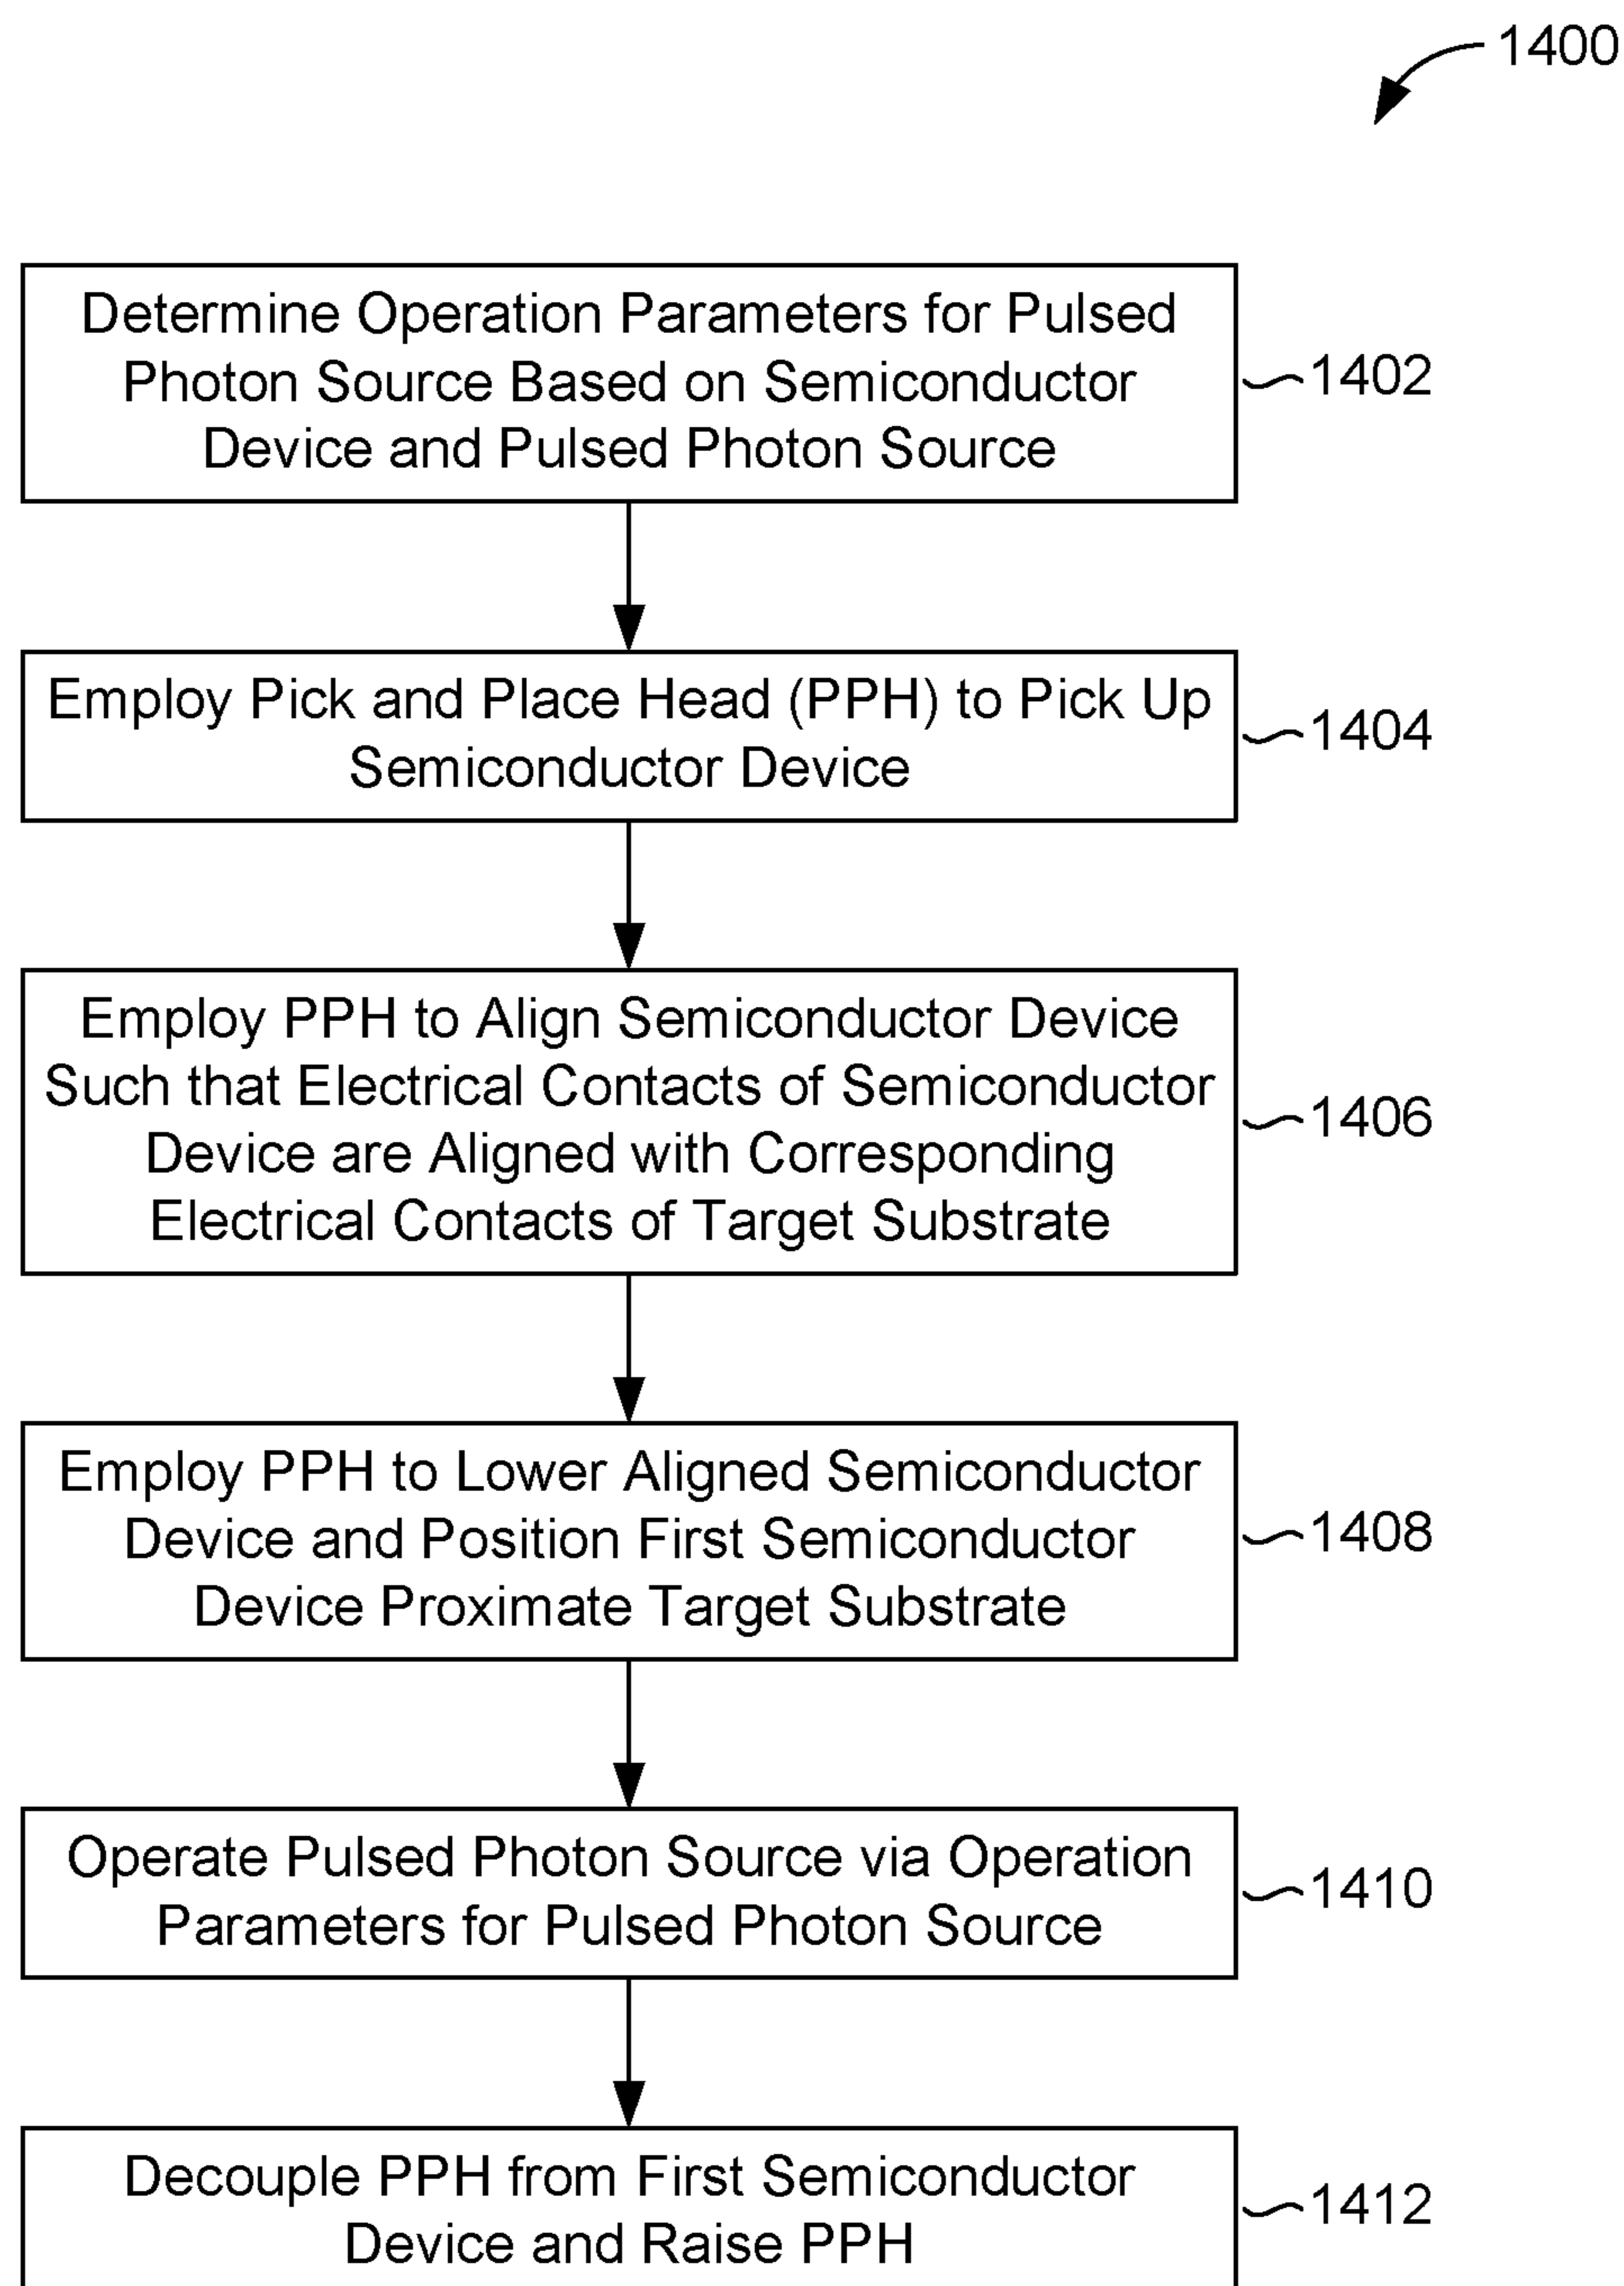 1400
Determine Operation Parameters for Pulsed
Photon Source Based on Semiconductor
Device and Pulsed Photon Source
1402
Employ Pick and Place Head (PPH) to Pick Up
Semiconductor Device
1404
Employ PPH to Align Semiconductor Device
Such that Electrical Contacts of Semiconductor
Device are Aligned with Corresponding
Electrical Contacts of Target Substrate
1406
Employ PPH to Lower Aligned Semiconductor
Device and Position First Semiconductor
Device Proximate Target Substrate
1408
Operate Pulsed Photon Source via Operation
Parameters for Pulsed Photon Source
1410
Decouple PPH from First Semiconductor
Device and Raise PPH
1412